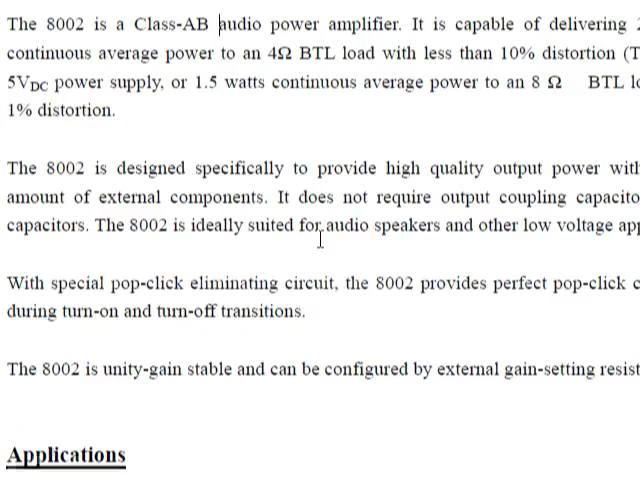 The 8002 is a Class-AB audio power amplifier. It is capable of delivering
continuous average power to an 4Ω BTL load with less than 10% distortion (T
5VDC power supply, or 1.5 watts continuous average power to an 8 Ω BTL lo
1% distortion.
The 8002 is designed specifically to provide high quality output power with
amount of external components. It does not require output coupling capacito
capacitors. The 8002 is ideally suited for audio speakers and other low voltage app
With special pop-click eliminating circuit, the 8002 provides perfect pop-click c
during turn-on and turn-off transitions.
The 8002 is unity-gain stable and can be configured by external gain-setting resist
Applications